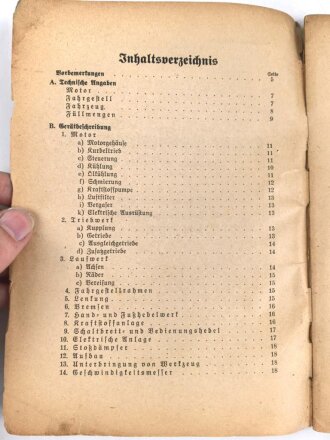 Inhaltsverzeichnis
Seite
Vorbemerkungen 5
A. Technische Angaben
Motor 7
Fahrgestell 7
Fahrzeug 8
Füllmengen 9
B. Gerätbeschreibung
1. Motor
a) Motorgehäuse 11
b) Kurbeltrieb 11
c) Steuerung 11
d) Kühlung 10
e) Ölkühlung 11
f) Schmierung 12
g) Kraftstoffpumpe 12
h) Luftfilter 12
i) Vergaser 13
k) Elektrische Ausrüstung 13
2. Triebwerk
a) Kupplung 13
b) Getriebe 13
c) Ausgleichgetriebe 14
d) Zusatzgetriebe 14
3. Laufwerk
a) Achsen 14
b) Räder 14
c) Bereifung 15
4. Fahrgestellrahmen 15
5. Lenkung 15
6. Bremsen 16
7. Hand- und Fußhebelwerk 16
8. Kraftstoffanlage 16
9. Schaltbrett- und Bedienungshebel 17
10. Elektrische Anlage 17
11. Stoßdämpfer 18
12. Aufbau 18
13. Unterbringung von Werkzeug 18
14. Geschwindigkeitsmesser 18